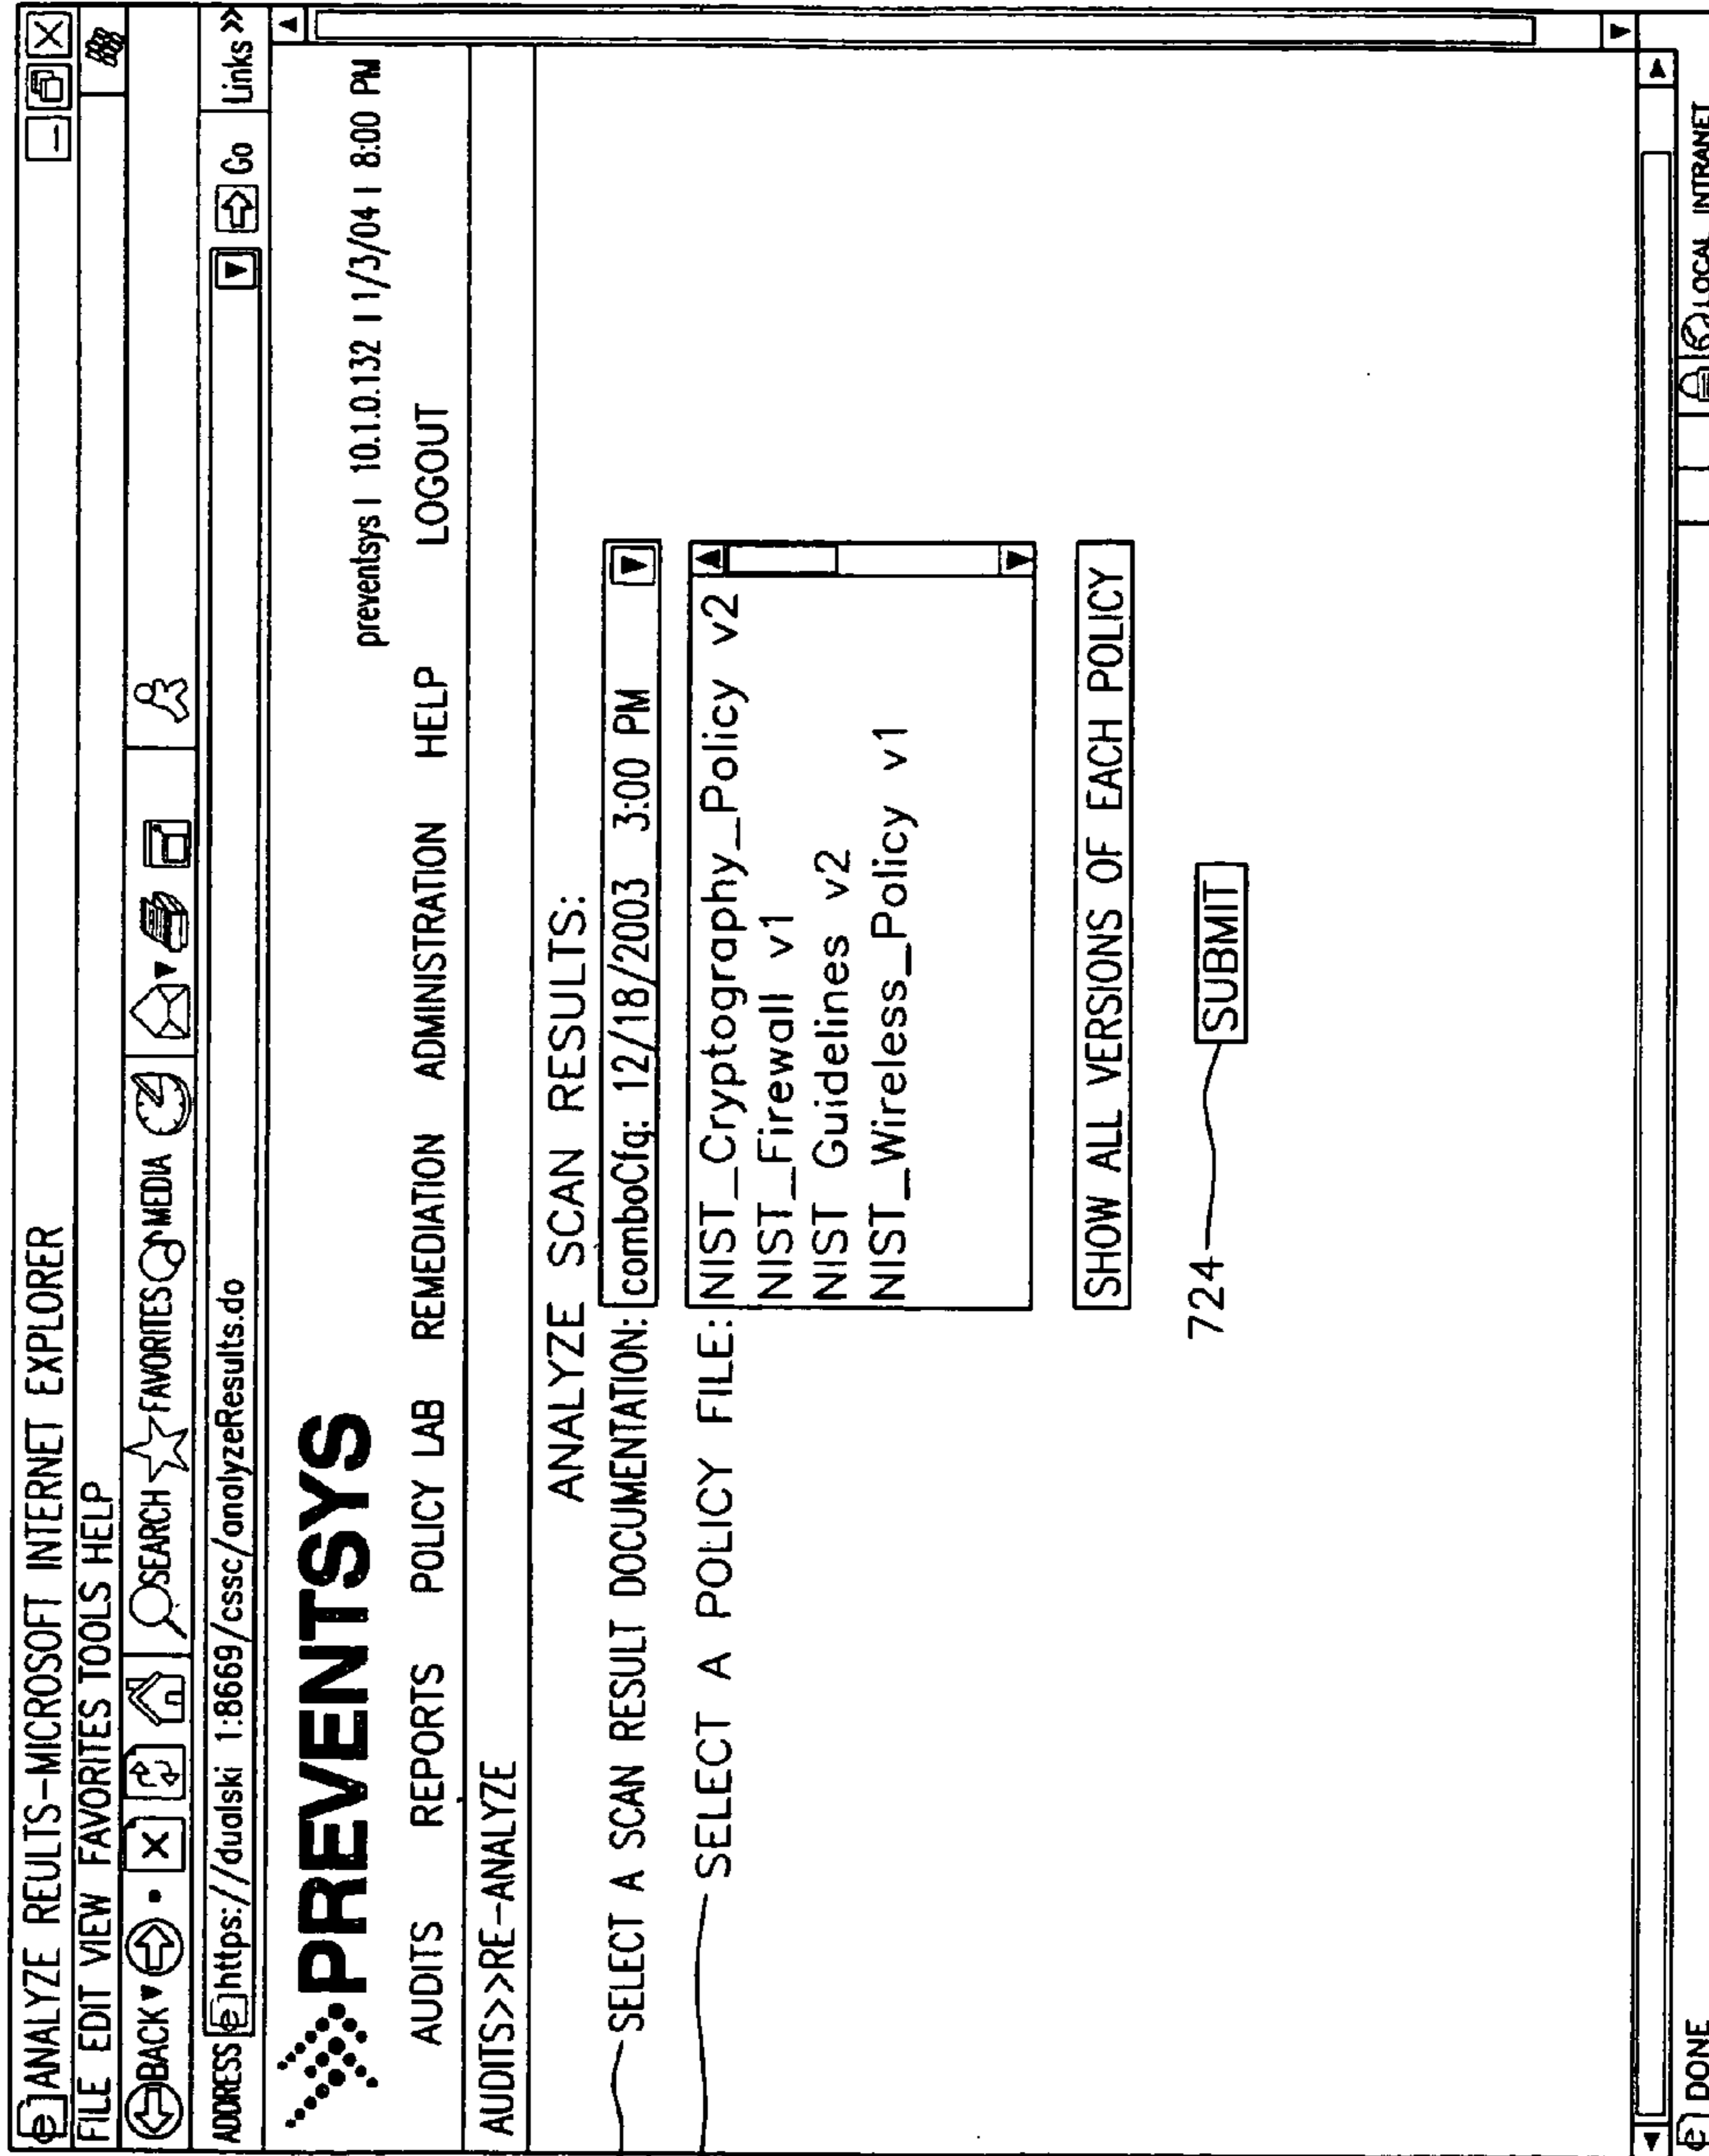 ANALYZE REULTS-MICROSOFT INTERNET EXPLORER
FILE EDIT VIEW FAVORITES TOOLS HELP
BACK SEARCH FAVORITES MEDIA
ADDRESS https://dualski 1:8669/cssc/analyzeResults.do Go Links >>
PREVENTSYS
preventsys | 10.1.0.132 | 1/3/04 | 8:00 PM
AUDITS REPORTS POLICY LAB REMEDIATION ADMINISTRATION HELP LOGOUT
AUDITS>>RE-ANALYZE
ANALYZE SCAN RESULTS:
SELECT A SCAN RESULT DOCUMENTATION: comboCfg: 12/18/2003 3:00 PM
SELECT A POLICY FILE: NIST_Cryptography_Policy v2
NIST_Firewall v1
NIST Guidelines v2
NIST_Wireless_Policy v1
SHOW ALL VERSIONS OF EACH POLICY
724 SUBMIT
DONE LOCAL INTRANET